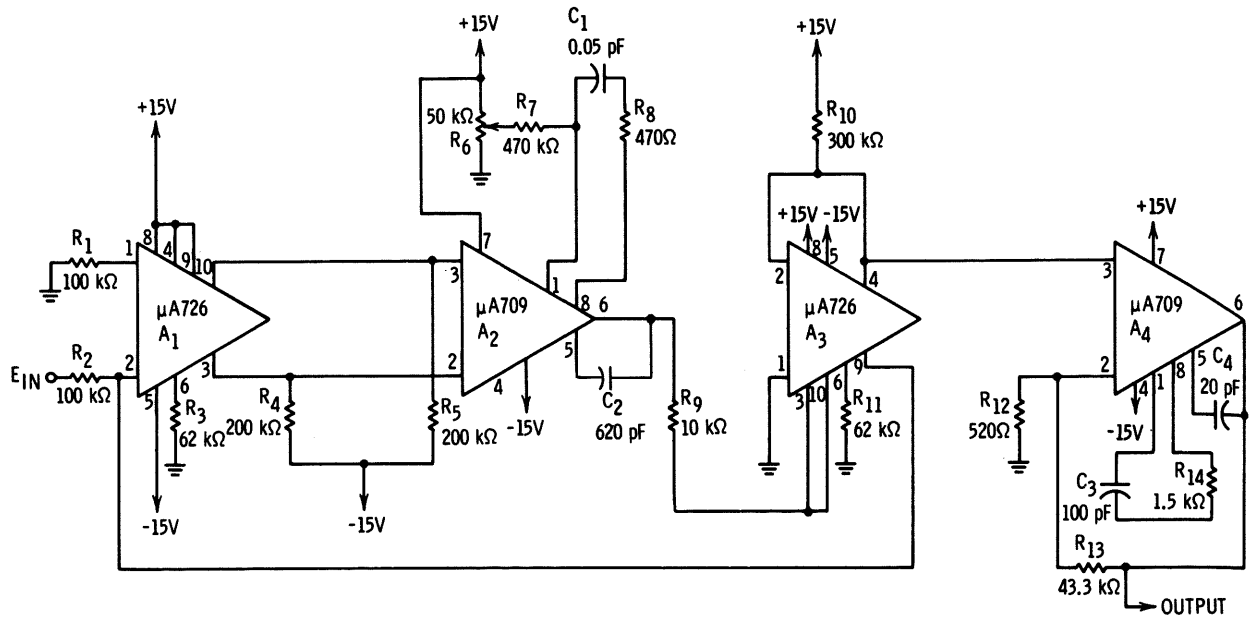 +15V
C1
0.05 pF
50 kΩ
R6
R7
470 kΩ
R8
470Ω
+15V
R1
100 kΩ
1
8
4
9
10
μA726
A1
EIN
R2
100 kΩ
2
5
6
3
R3
62 kΩ
-15V
R4
200 kΩ
R5
200 kΩ
-15V
7
3
1
8
6
μA709
A2
2
4
5
-15V
C2
620 pF
R9
10 kΩ
+15V
R10
300 kΩ
+15V
-15V
8
5
2
4
μA726
A3
1
3
10
6
9
R11
62 kΩ
+15V
7
3
6
μA709
A4
2
4
1
8
5
C4
20 pF
-15V
R12
520Ω
C3
100 pF
R14
1.5 kΩ
R13
43.3 kΩ
OUTPUT